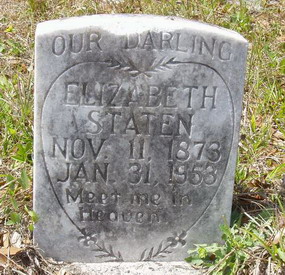 OUR DARLING
ELIZABETH
STATEN
NOV. 11, 1873
JAN. 31, 1953
Meet me in
Heaven